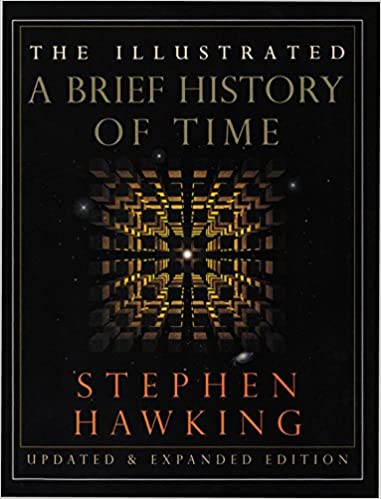 THE ILLUSTRATED
A BRIEF HISTORY
OF TIME
STEPHEN
HAWKING
UPDATED & EXPANDED EDITION